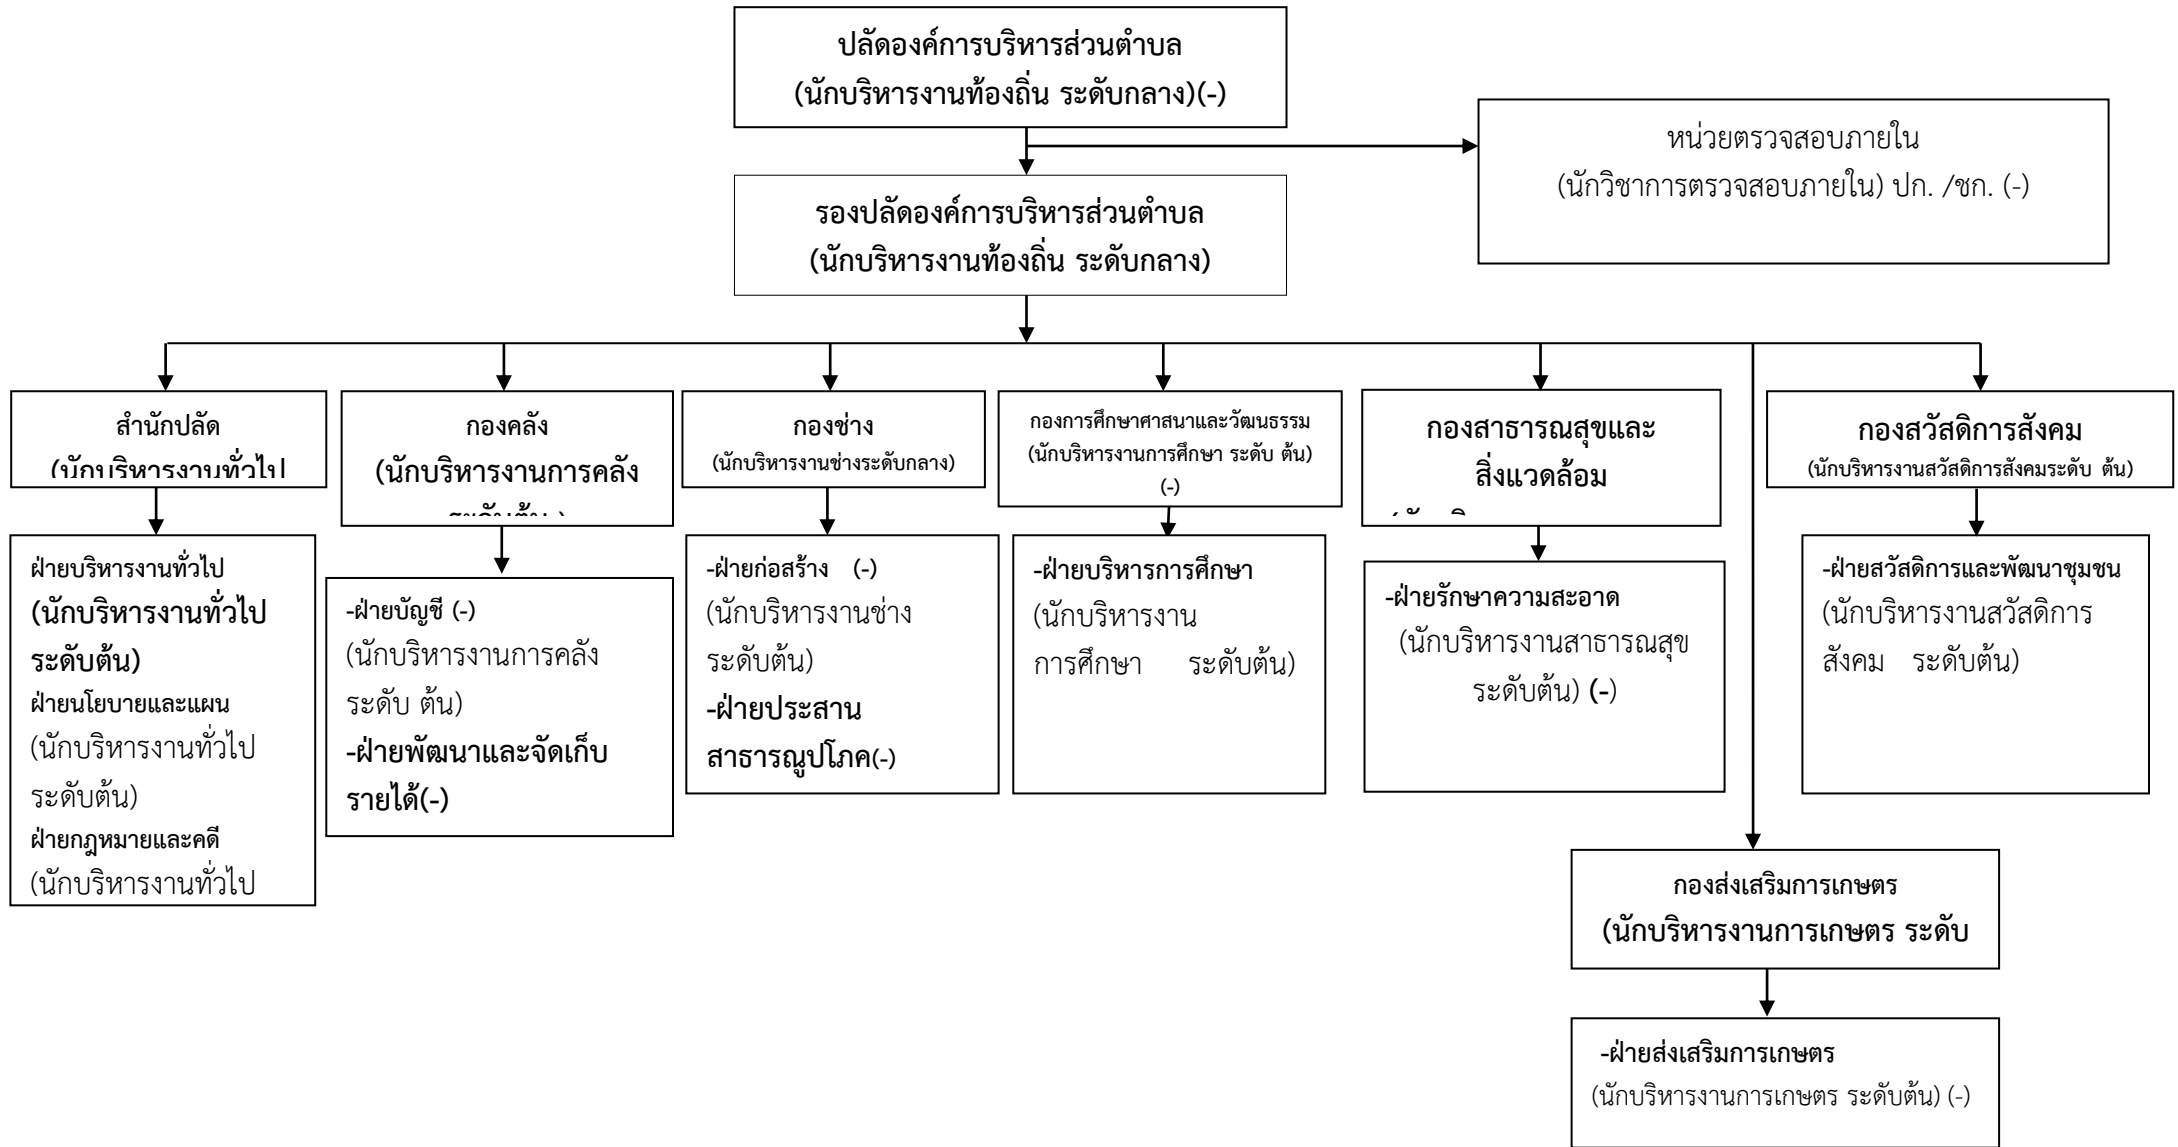 ปลัดองค์การบริหารส่วนตำบล
(นักบริหารงานท้องถิ่น ระดับกลาง)(-)
หน่วยตรวจสอบภายใน
(นักวิชาการตรวจสอบภายใน) ปก. /ชก. (-)
รองปลัดองค์การบริหารส่วนตำบล
(นักบริหารงานท้องถิ่น ระดับกลาง)
สำนักปลัด
(นักบริหารงานทั่วไป
กองคลัง
(นักบริหารงานการคลัง
ระดับต้น )
กองช่าง
(นักบริหารงานช่างระดับกลาง)
กองการศึกษาศาสนาและวัฒนธรรม
(นักบริหารงานการศึกษา ระดับ ต้น)
(-)
กองสาธารณสุขและ
สิ่งแวดล้อม
กองสวัสดิการสังคม
(นักบริหารงานสวัสดิการสังคมระดับ ต้น)
ฝ่ายบริหารงานทั่วไป
(นักบริหารงานทั่วไป
ระดับต้น)
ฝ่ายนโยบายและแผน
(นักบริหารงานทั่วไป
ระดับต้น)
ฝ่ายกฎหมายและคดี
(นักบริหารงานทั่วไป
-ฝ่ายบัญชี (-)
(นักบริหารงานการคลัง
ระดับ ต้น)
-ฝ่ายพัฒนาและจัดเก็บ
รายได้(-)
-ฝ่ายก่อสร้าง (-)
(นักบริหารงานช่าง
ระดับต้น)
-ฝ่ายประสาน
สาธารณูปโภค(-)
-ฝ่ายบริหารการศึกษา
(นักบริหารงาน
การศึกษา ระดับต้น)
-ฝ่ายรักษาความสะอาด
(นักบริหารงานสาธารณสุข
ระดับต้น) (-)
-ฝ่ายสวัสดิการและพัฒนาชุมชน
(นักบริหารงานสวัสดิการ
สังคม ระดับต้น)
กองส่งเสริมการเกษตร
(นักบริหารงานการเกษตร ระดับ
-ฝ่ายส่งเสริมการเกษตร
(นักบริหารงานการเกษตร ระดับต้น) (-)